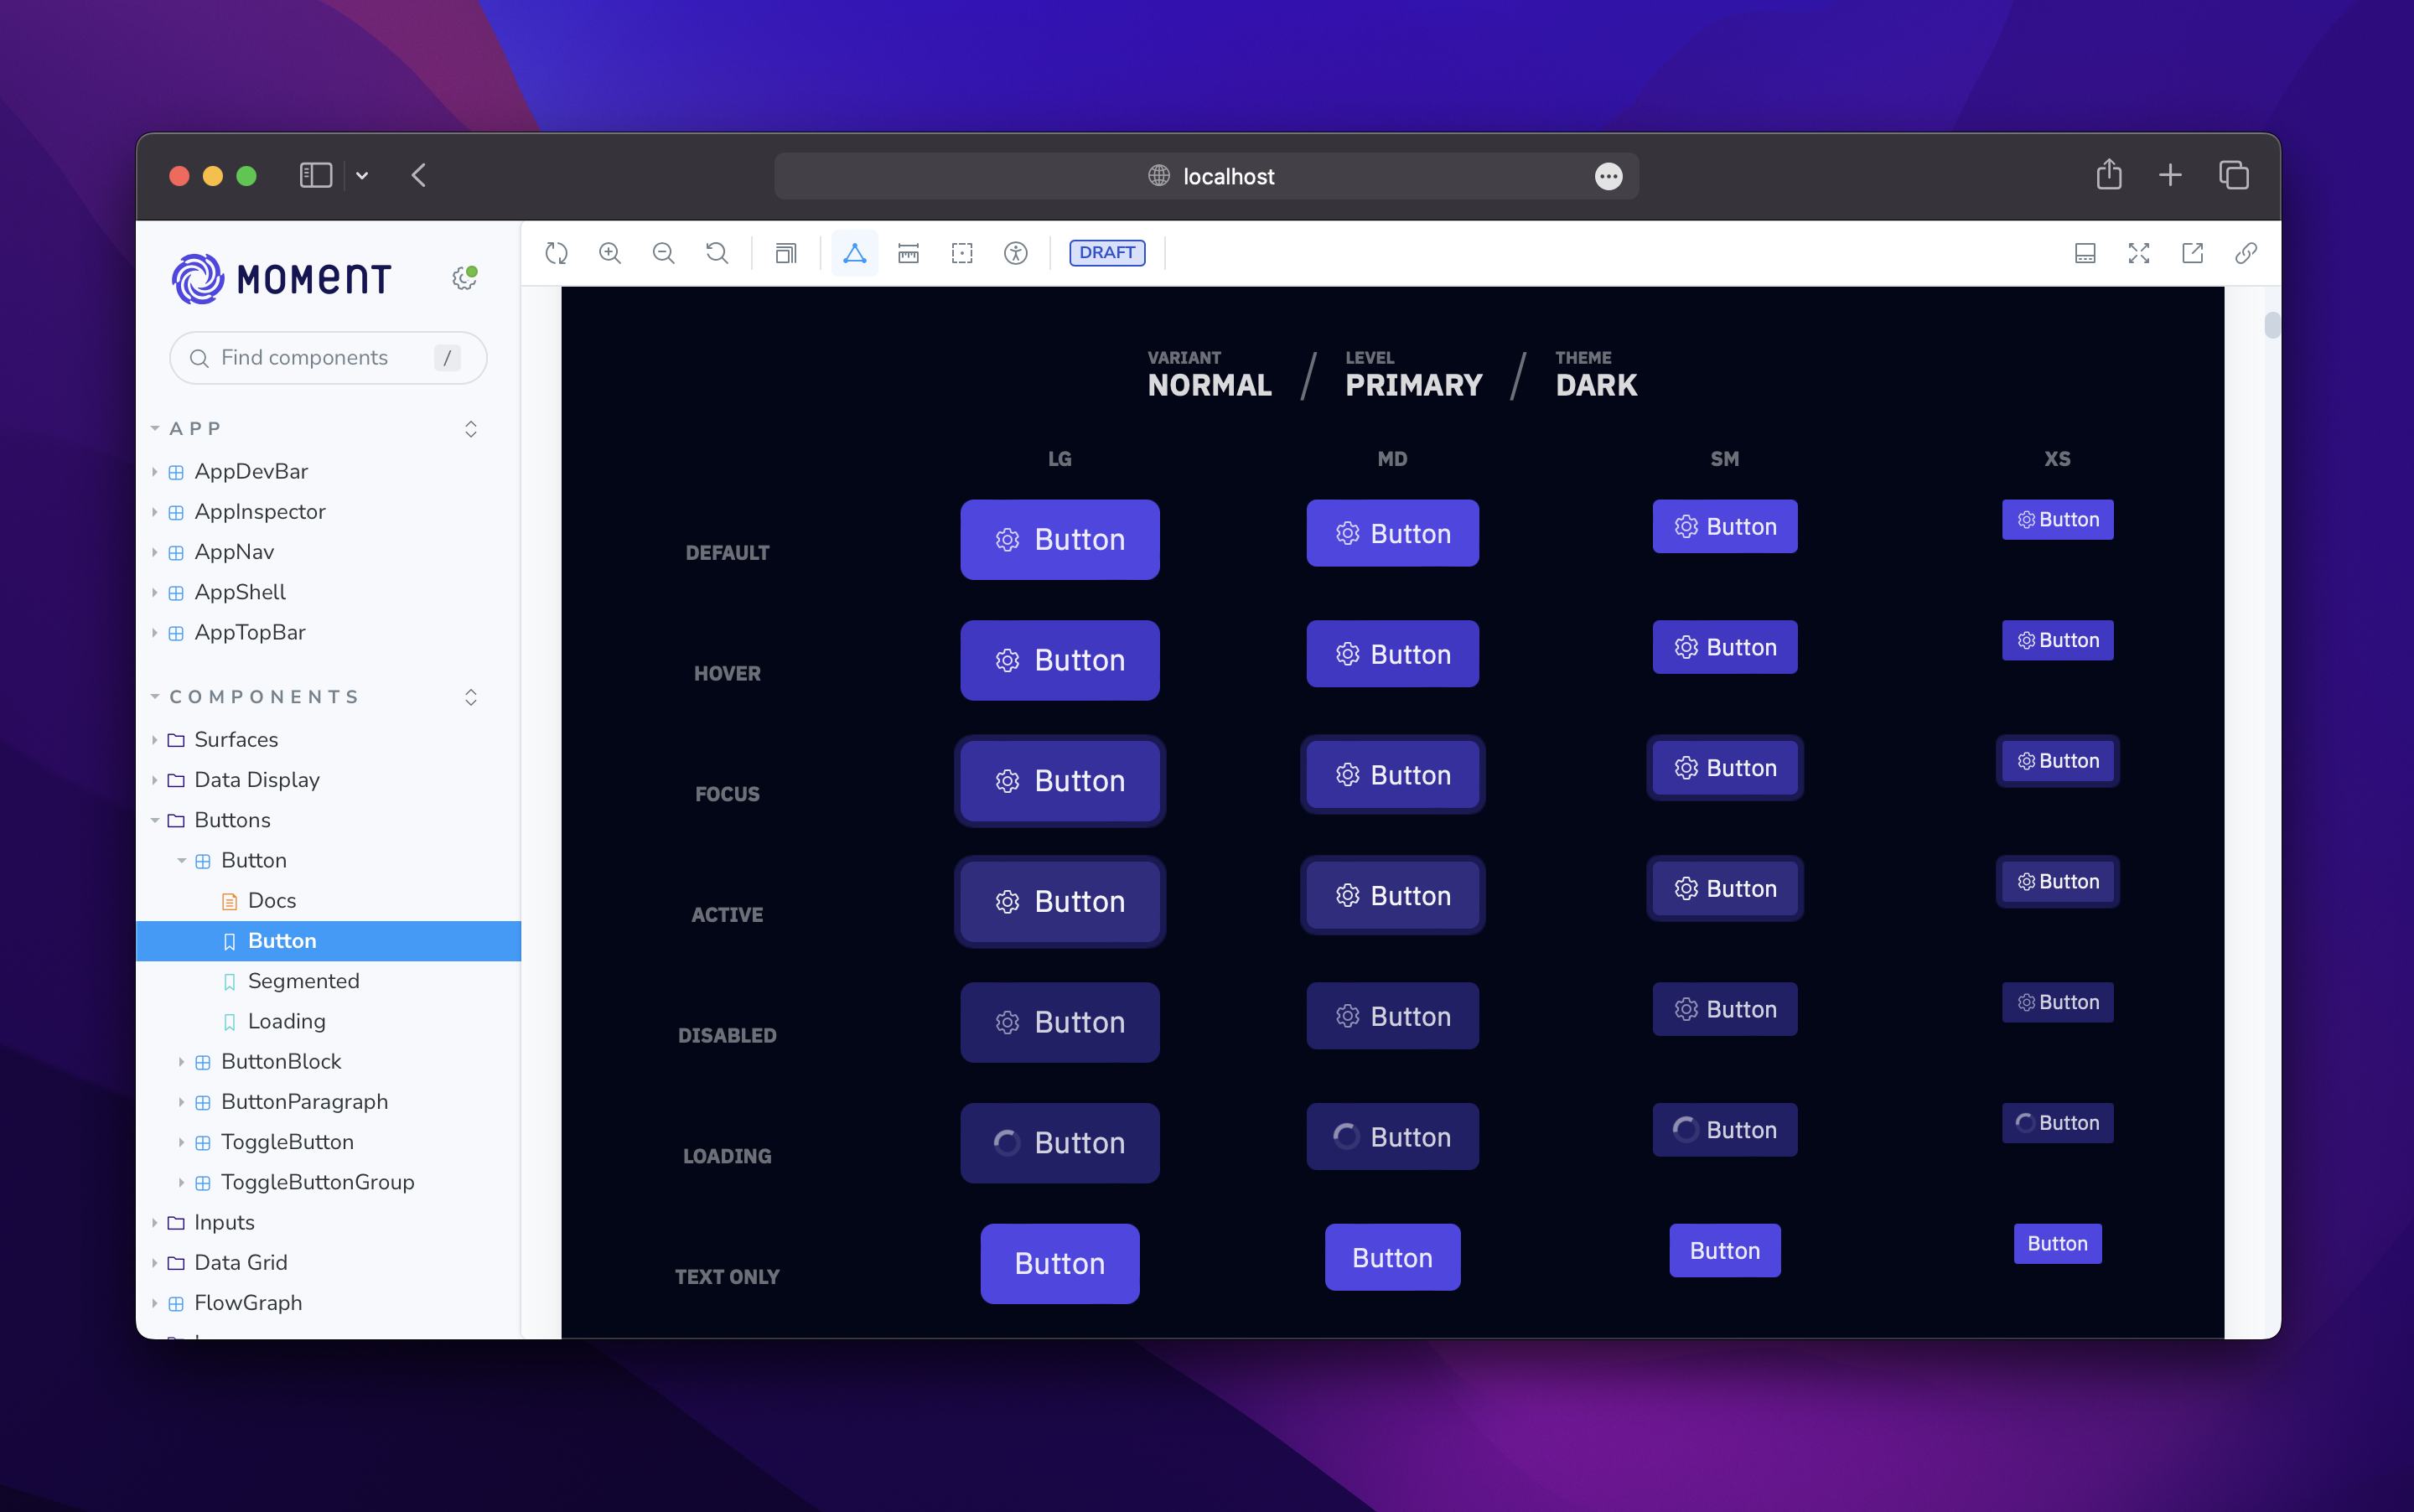 localhost
MOMENT
Find components /
APP
AppDevBar
AppInspector
AppNav
AppShell
AppTopBar
COMPONENTS
Surfaces
Data Display
Buttons
Button
Docs
Button
Segmented
Loading
ButtonBlock
ButtonParagraph
ToggleButton
ToggleButtonGroup
Inputs
Data Grid
FlowGraph
DRAFT
VARIANT LEVEL THEME
NORMAL / PRIMARY / DARK
LG MD SM XS
DEFAULT Button Button Button Button
HOVER Button Button Button Button
FOCUS Button Button Button Button
ACTIVE Button Button Button Button
DISABLED Button Button Button Button
LOADING Button Button Button Button
TEXT ONLY Button Button Button Button